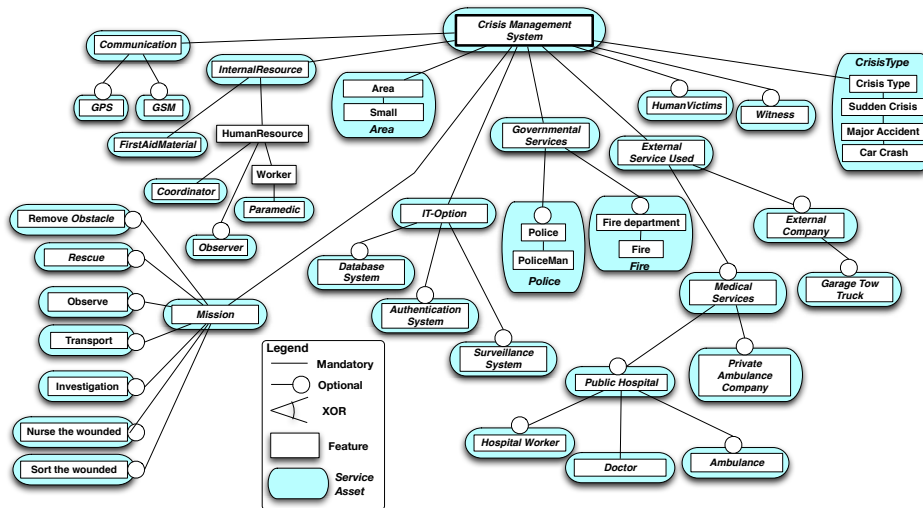 Crisis Management
System
Communication
GPS
GSM
InternalResource
FirstAidMaterial
HumanResource
Coordinator
Worker
Paramedic
Observer
Area
Small
Area
Governmental
Services
Police
PoliceMan
Police
Fire department
Fire
Fire
HumanVictims
Witness
CrisisType
Crisis Type
Sudden Crisis
Major Accident
Car Crash
External
Service Used
External
Company
Garage Tow
Truck
Medical
Services
Private
Ambulance
Company
Public Hospital
Hospital Worker
Doctor
Ambulance
IT-Option
Database
System
Authentication
System
Surveillance
System
Mission
Remove Obstacle
Rescue
Observe
Transport
Investigation
Nurse the wounded
Sort the wounded
Legend
Mandatory
Optional
XOR
Feature
Service
Asset